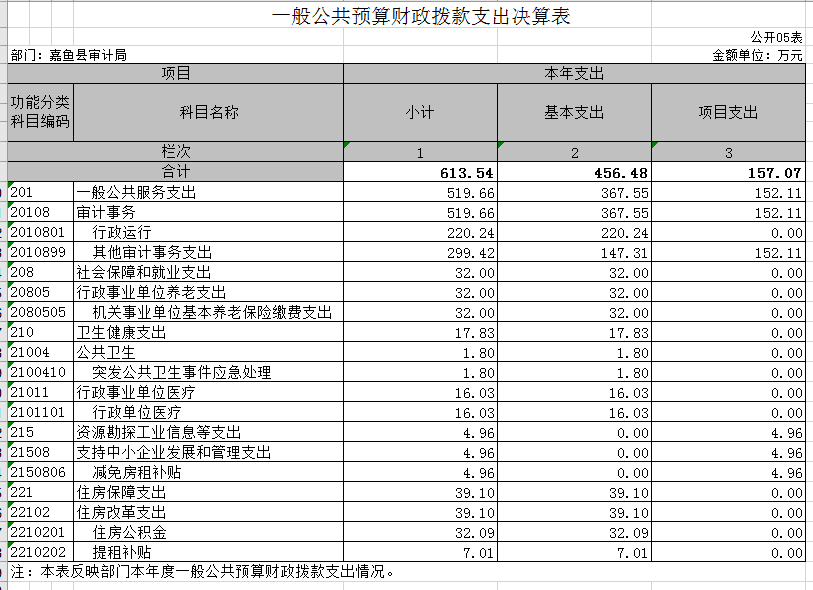 一般公共预算财政拨款支出决算表
公开05表
部门：嘉鱼县审计局 金额单位：万元
项目 本年支出
功能分类科目编码 科目名称 小计 基本支出 项目支出
栏次 1 2 3
合计 613.54 456.48 157.07
201 一般公共服务支出 519.66 367.55 152.11
20108 审计事务 519.66 367.55 152.11
2010801 行政运行 220.24 220.24 0.00
2010899 其他审计事务支出 299.42 147.31 152.11
208 社会保障和就业支出 32.00 32.00 0.00
20805 行政事业单位养老支出 32.00 32.00 0.00
2080505 机关事业单位基本养老保险缴费支出 32.00 32.00 0.00
210 卫生健康支出 17.83 17.83 0.00
21004 公共卫生 1.80 1.80 0.00
2100410 突发公共卫生事件应急处理 1.80 1.80 0.00
21011 行政事业单位医疗 16.03 16.03 0.00
2101101 行政单位医疗 16.03 16.03 0.00
215 资源勘探工业信息等支出 4.96 0.00 4.96
21508 支持中小企业发展和管理支出 4.96 0.00 4.96
2150806 减免房租补贴 4.96 0.00 4.96
221 住房保障支出 39.10 39.10 0.00
22102 住房改革支出 39.10 39.10 0.00
2210201 住房公积金 32.09 32.09 0.00
2210202 提租补贴 7.01 7.01 0.00
注：本表反映部门本年度一般公共预算财政拨款支出情况。